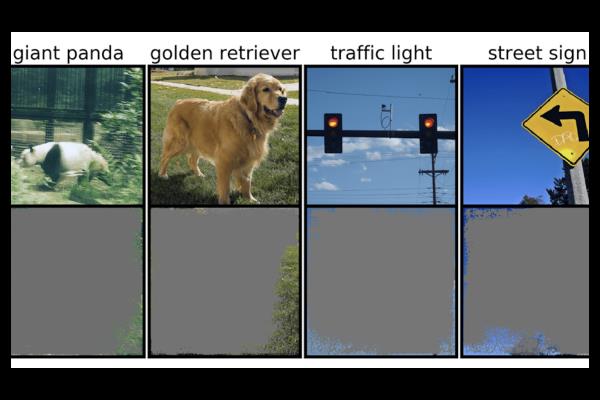 giant panda
golden retriever
traffic light
street sign